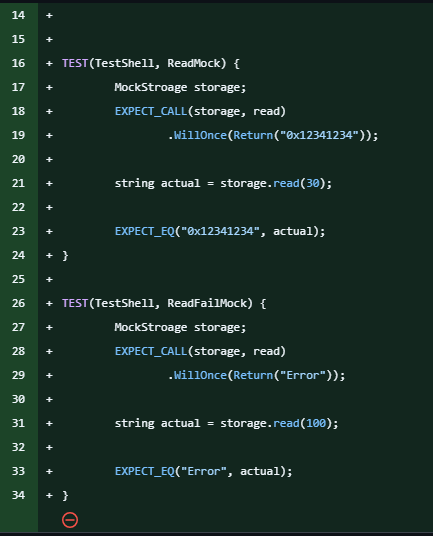 14 +
15 +
16 + TEST(TestShell, ReadMock) {
17 + MockStroage storage;
18 + EXPECT_CALL(storage, read)
19 + .WillOnce(Return("0x12341234"));
20 +
21 + string actual = storage.read(30);
22 +
23 + EXPECT_EQ("0x12341234", actual);
24 + }
25 +
26 + TEST(TestShell, ReadFailMock) {
27 + MockStroage storage;
28 + EXPECT_CALL(storage, read)
29 + .WillOnce(Return("Error"));
30 +
31 + string actual = storage.read(100);
32 +
33 + EXPECT_EQ("Error", actual);
34 + }